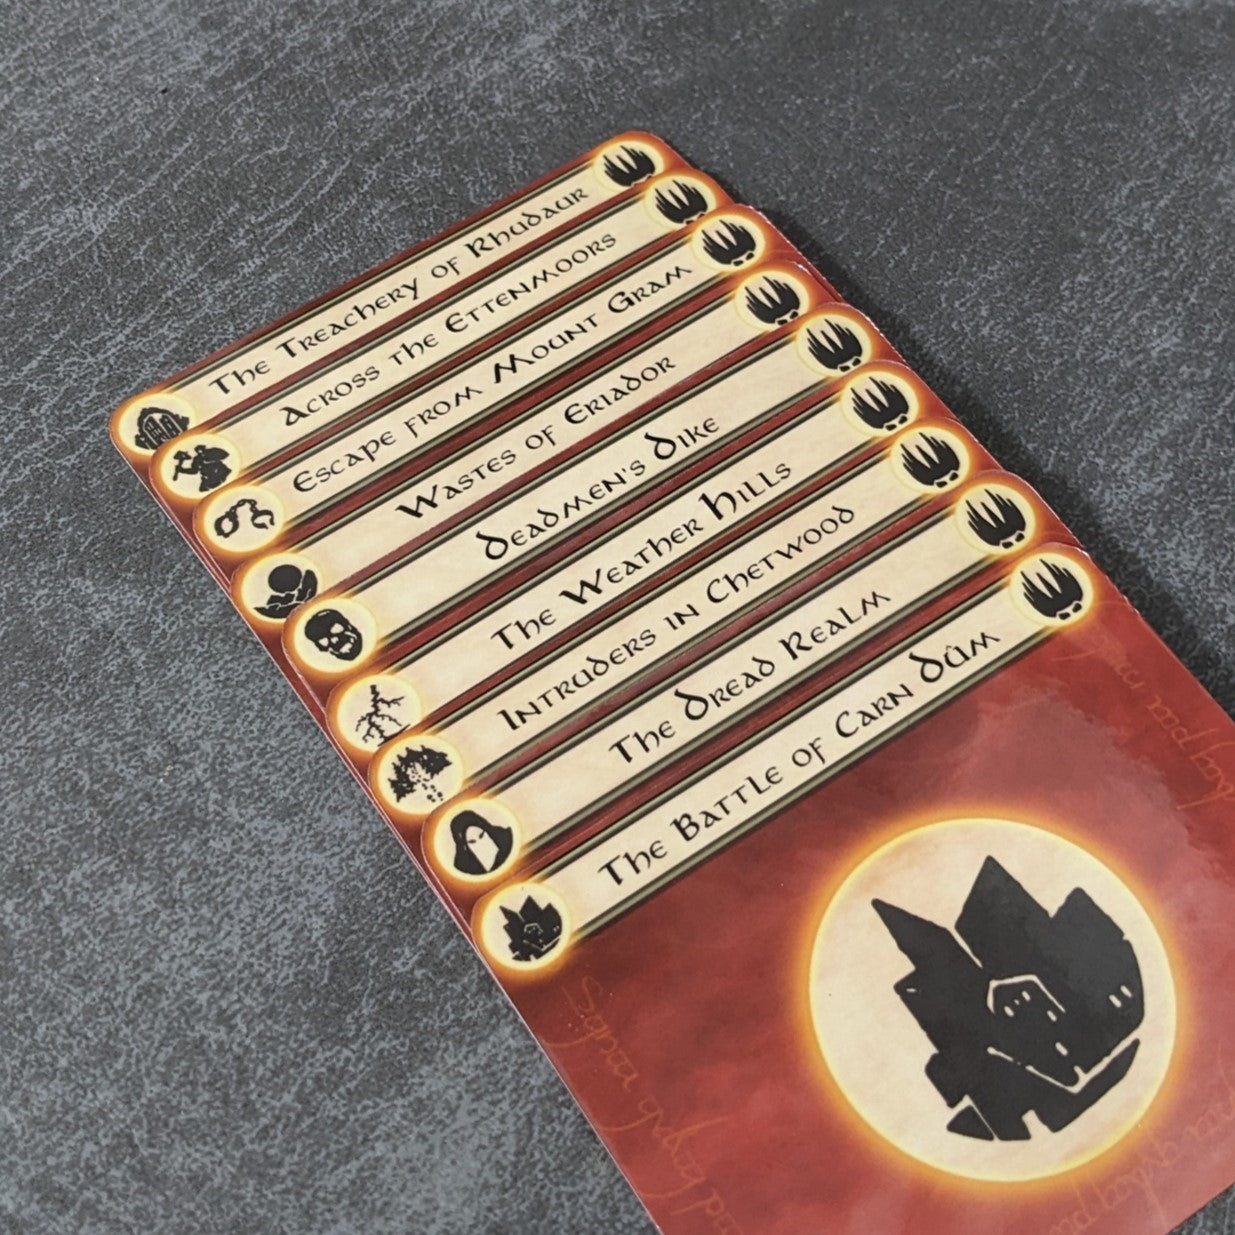 The Treachery of Rhudaur
Across the Ettenmoors
Escape from Mount Gram
Wastes of Eriador
Deadmen's Dike
The Weather Hills
Intruders in Chetwood
The Dread Realm
The Battle of Carn Dûm